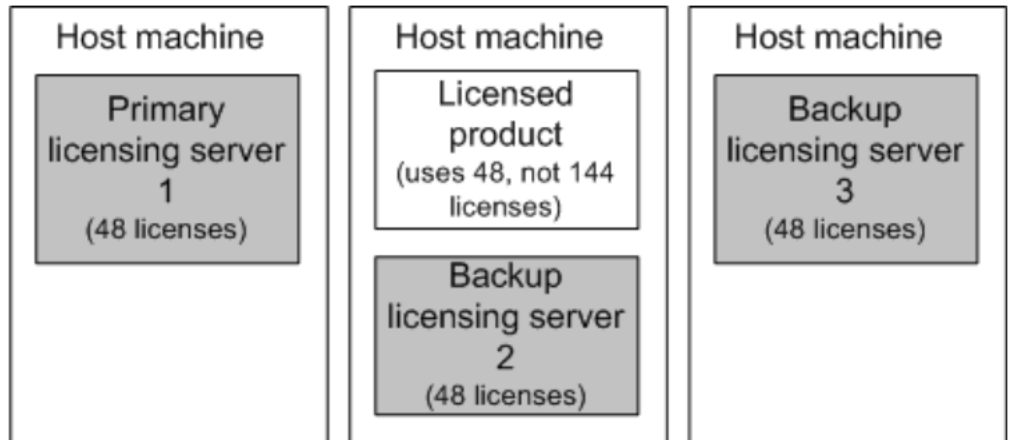 Host machine
Primary
licensing server
1
(48 licenses)
Host machine
Licensed
product
(uses 48, not 144
licenses)
Backup
licensing server
2
(48 licenses)
Host machine
Backup
licensing server
3
(48 licenses)